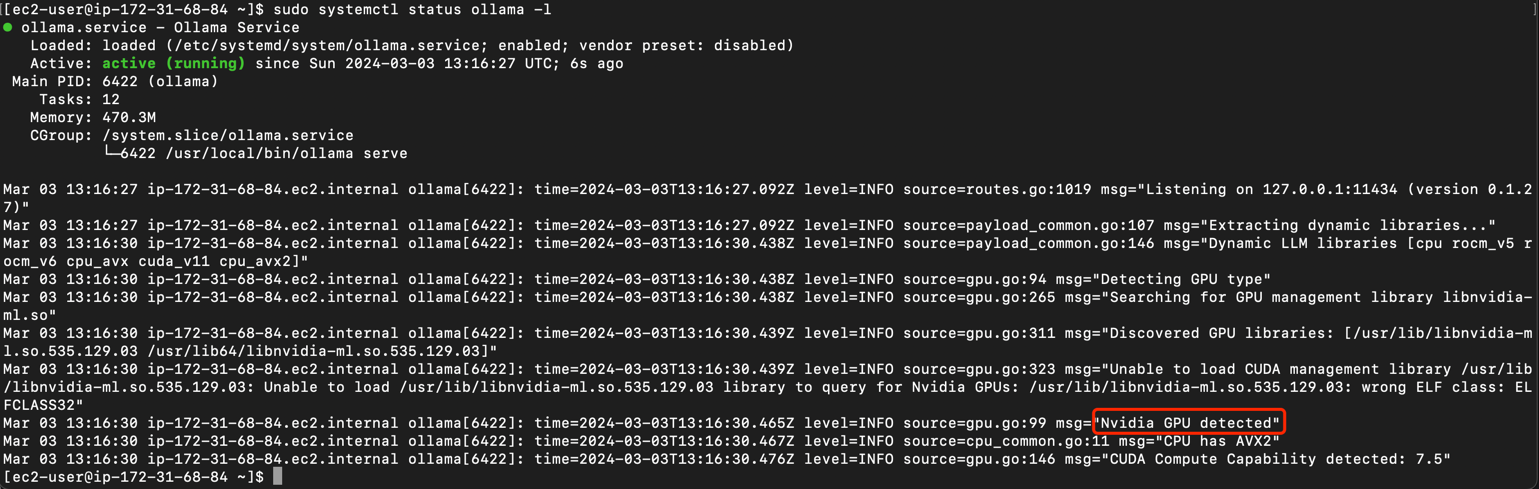 [ec2-user@ip-172-31-68-84 ~]$ sudo systemctl status ollama -l
● ollama.service - Ollama Service
   Loaded: loaded (/etc/systemd/system/ollama.service; enabled; vendor preset: disabled)
   Active: active (running) since Sun 2024-03-03 13:16:27 UTC; 6s ago
 Main PID: 6422 (ollama)
    Tasks: 12
   Memory: 470.3M
   CGroup: /system.slice/ollama.service
           └─6422 /usr/local/bin/ollama serve

Mar 03 13:16:27 ip-172-31-68-84.ec2.internal ollama[6422]: time=2024-03-03T13:16:27.092Z level=INFO source=routes.go:1019 msg="Listening on 127.0.0.1:11434 (version 0.1.2
7)"
Mar 03 13:16:27 ip-172-31-68-84.ec2.internal ollama[6422]: time=2024-03-03T13:16:27.092Z level=INFO source=payload_common.go:107 msg="Extracting dynamic libraries..."
Mar 03 13:16:30 ip-172-31-68-84.ec2.internal ollama[6422]: time=2024-03-03T13:16:30.438Z level=INFO source=payload_common.go:146 msg="Dynamic LLM libraries [cpu rocm_v5 r
ocm_v6 cpu_avx cuda_v11 cpu_avx2]"
Mar 03 13:16:30 ip-172-31-68-84.ec2.internal ollama[6422]: time=2024-03-03T13:16:30.438Z level=INFO source=gpu.go:94 msg="Detecting GPU type"
Mar 03 13:16:30 ip-172-31-68-84.ec2.internal ollama[6422]: time=2024-03-03T13:16:30.438Z level=INFO source=gpu.go:265 msg="Searching for GPU management library libnvidia-
ml.so"
Mar 03 13:16:30 ip-172-31-68-84.ec2.internal ollama[6422]: time=2024-03-03T13:16:30.439Z level=INFO source=gpu.go:311 msg="Discovered GPU libraries: [/usr/lib/libnvidia-m
l.so.535.129.03 /usr/lib64/libnvidia-ml.so.535.129.03]"
Mar 03 13:16:30 ip-172-31-68-84.ec2.internal ollama[6422]: time=2024-03-03T13:16:30.439Z level=INFO source=gpu.go:323 msg="Unable to load CUDA management library /usr/lib
/libnvidia-ml.so.535.129.03: Unable to load /usr/lib/libnvidia-ml.so.535.129.03 library to query for Nvidia GPUs: /usr/lib/libnvidia-ml.so.535.129.03: wrong ELF class: EL
FCLASS32"
Mar 03 13:16:30 ip-172-31-68-84.ec2.internal ollama[6422]: time=2024-03-03T13:16:30.465Z level=INFO source=gpu.go:99 msg="Nvidia GPU detected"
Mar 03 13:16:30 ip-172-31-68-84.ec2.internal ollama[6422]: time=2024-03-03T13:16:30.467Z level=INFO source=cpu_common.go:11 msg="CPU has AVX2"
Mar 03 13:16:30 ip-172-31-68-84.ec2.internal ollama[6422]: time=2024-03-03T13:16:30.476Z level=INFO source=gpu.go:146 msg="CUDA Compute Capability detected: 7.5"
[ec2-user@ip-172-31-68-84 ~]$